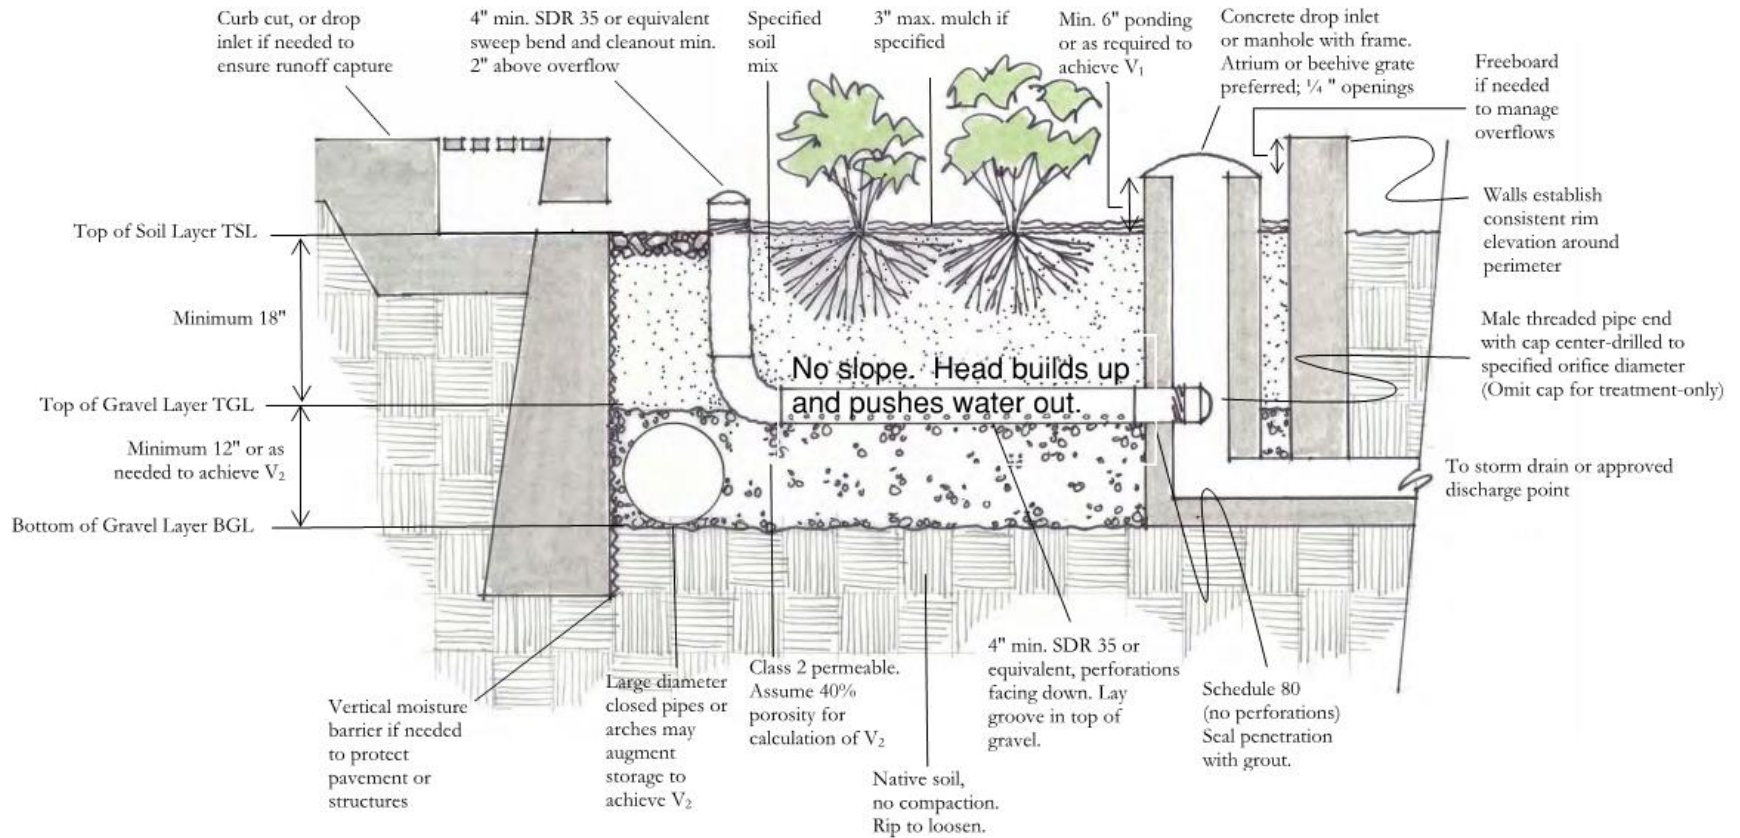 Curb cut, or drop
inlet if needed to
ensure runoff capture
4" min. SDR 35 or equivalent
sweep bend and cleanout min.
2" above overflow
Specified
soil
mix
3" max. mulch if
specified
Min. 6" ponding
or as required to
achieve V₁
Concrete drop inlet
or manhole with frame.
Atrium or beehive grate
preferred; ¼ " openings
Freeboard
if needed
to manage
overflows
Walls establish
consistent rim
elevation around
perimeter
Top of Soil Layer TSL
Minimum 18"
Male threaded pipe end
with cap center-drilled to
specified orifice diameter
(Omit cap for treatment-only)
No slope. Head builds up
and pushes water out.
Top of Gravel Layer TGL
Minimum 12" or as
needed to achieve V₂
To storm drain or approved
discharge point
Bottom of Gravel Layer BGL
Vertical moisture
barrier if needed
to protect
pavement or
structures
Large diameter
closed pipes or
arches may
augment
storage to
achieve V₂
Class 2 permeable.
Assume 40%
porosity for
calculation of V₂
Native soil,
no compaction.
Rip to loosen.
4" min. SDR 35 or
equivalent, perforations
facing down. Lay
groove in top of
gravel.
Schedule 80
(no perforations)
Seal penetration
with grout.